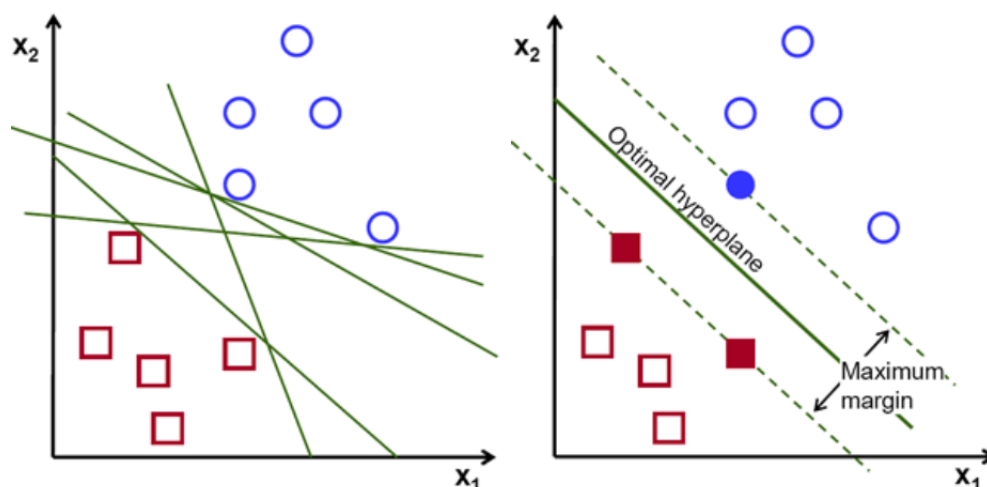 x₂
x₁
x₂
Optimal hyperplane
Maximum
margin
x₁